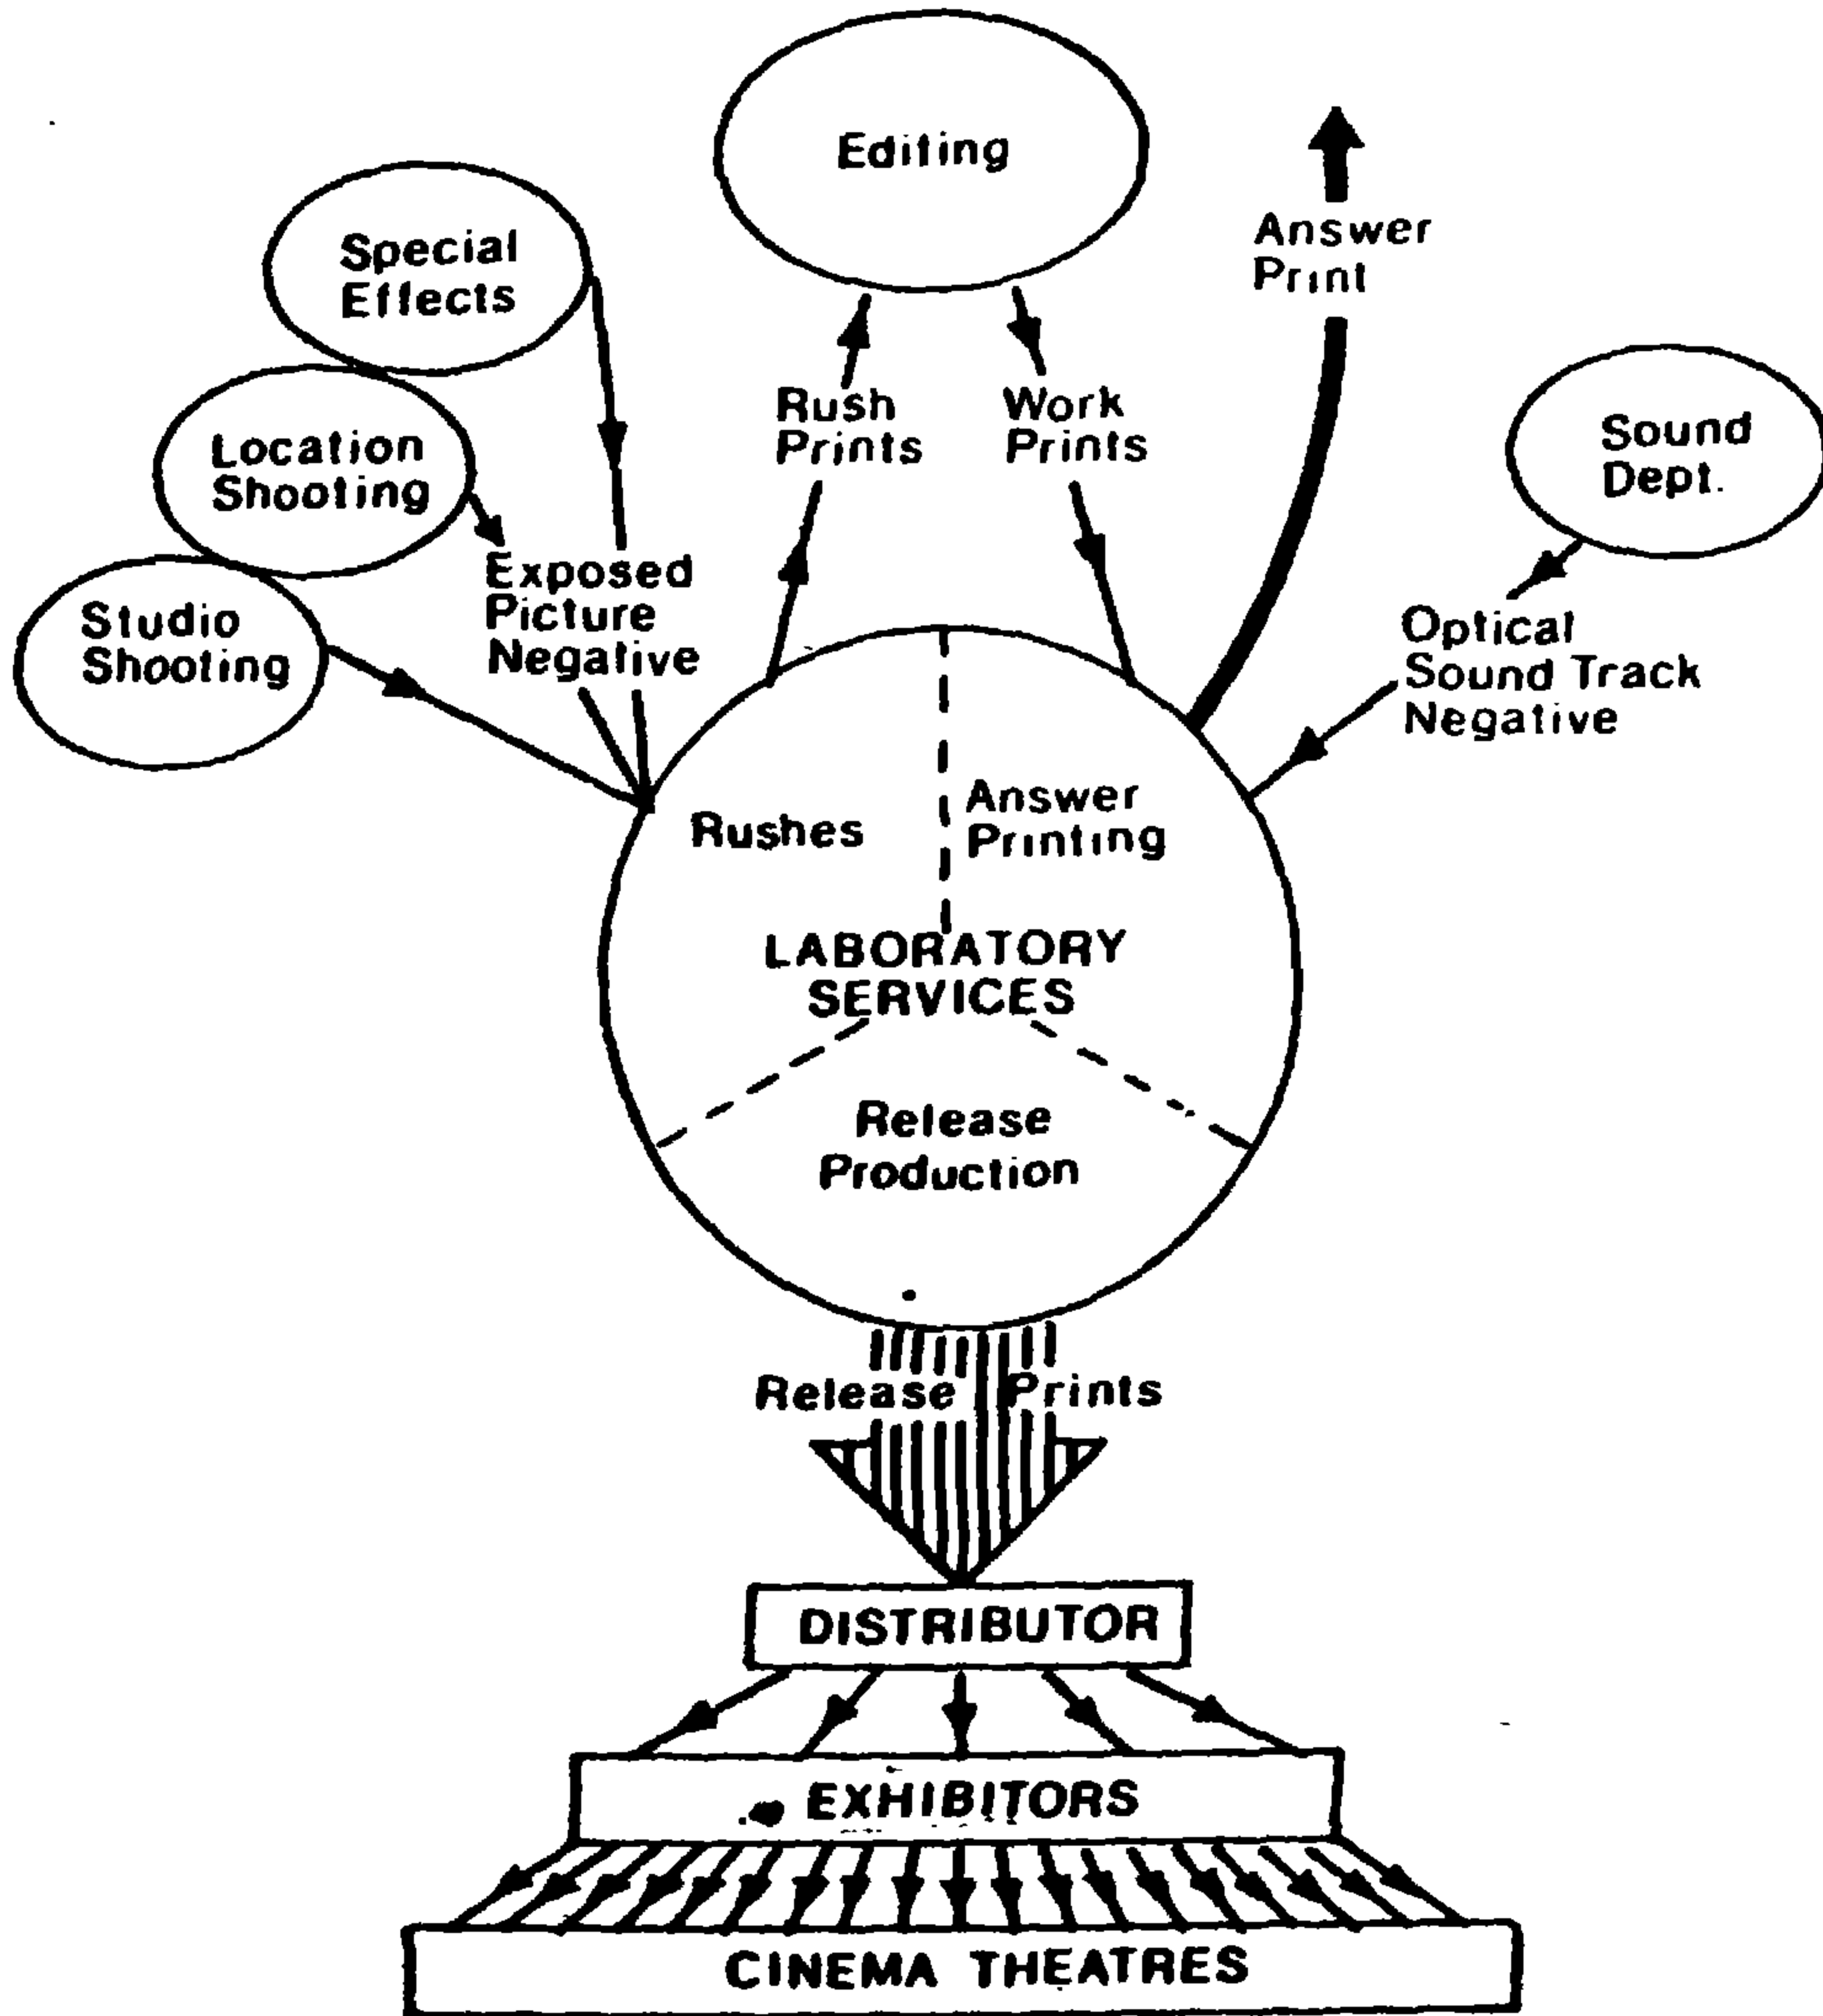 Editing
Answer
Print
Special
Effects
Rush
Prints
Work
Prints
Sound
Dept.
Location
Shooting
Exposed
Picture
Negative
Studio
Shooting
Optical
Sound Track
Negative
Rushes
Answer
Printing
LABORATORY
SERVICES
Release
Production
Release Prints
DISTRIBUTOR
EXHIBITORS
CINEMA THEATRES